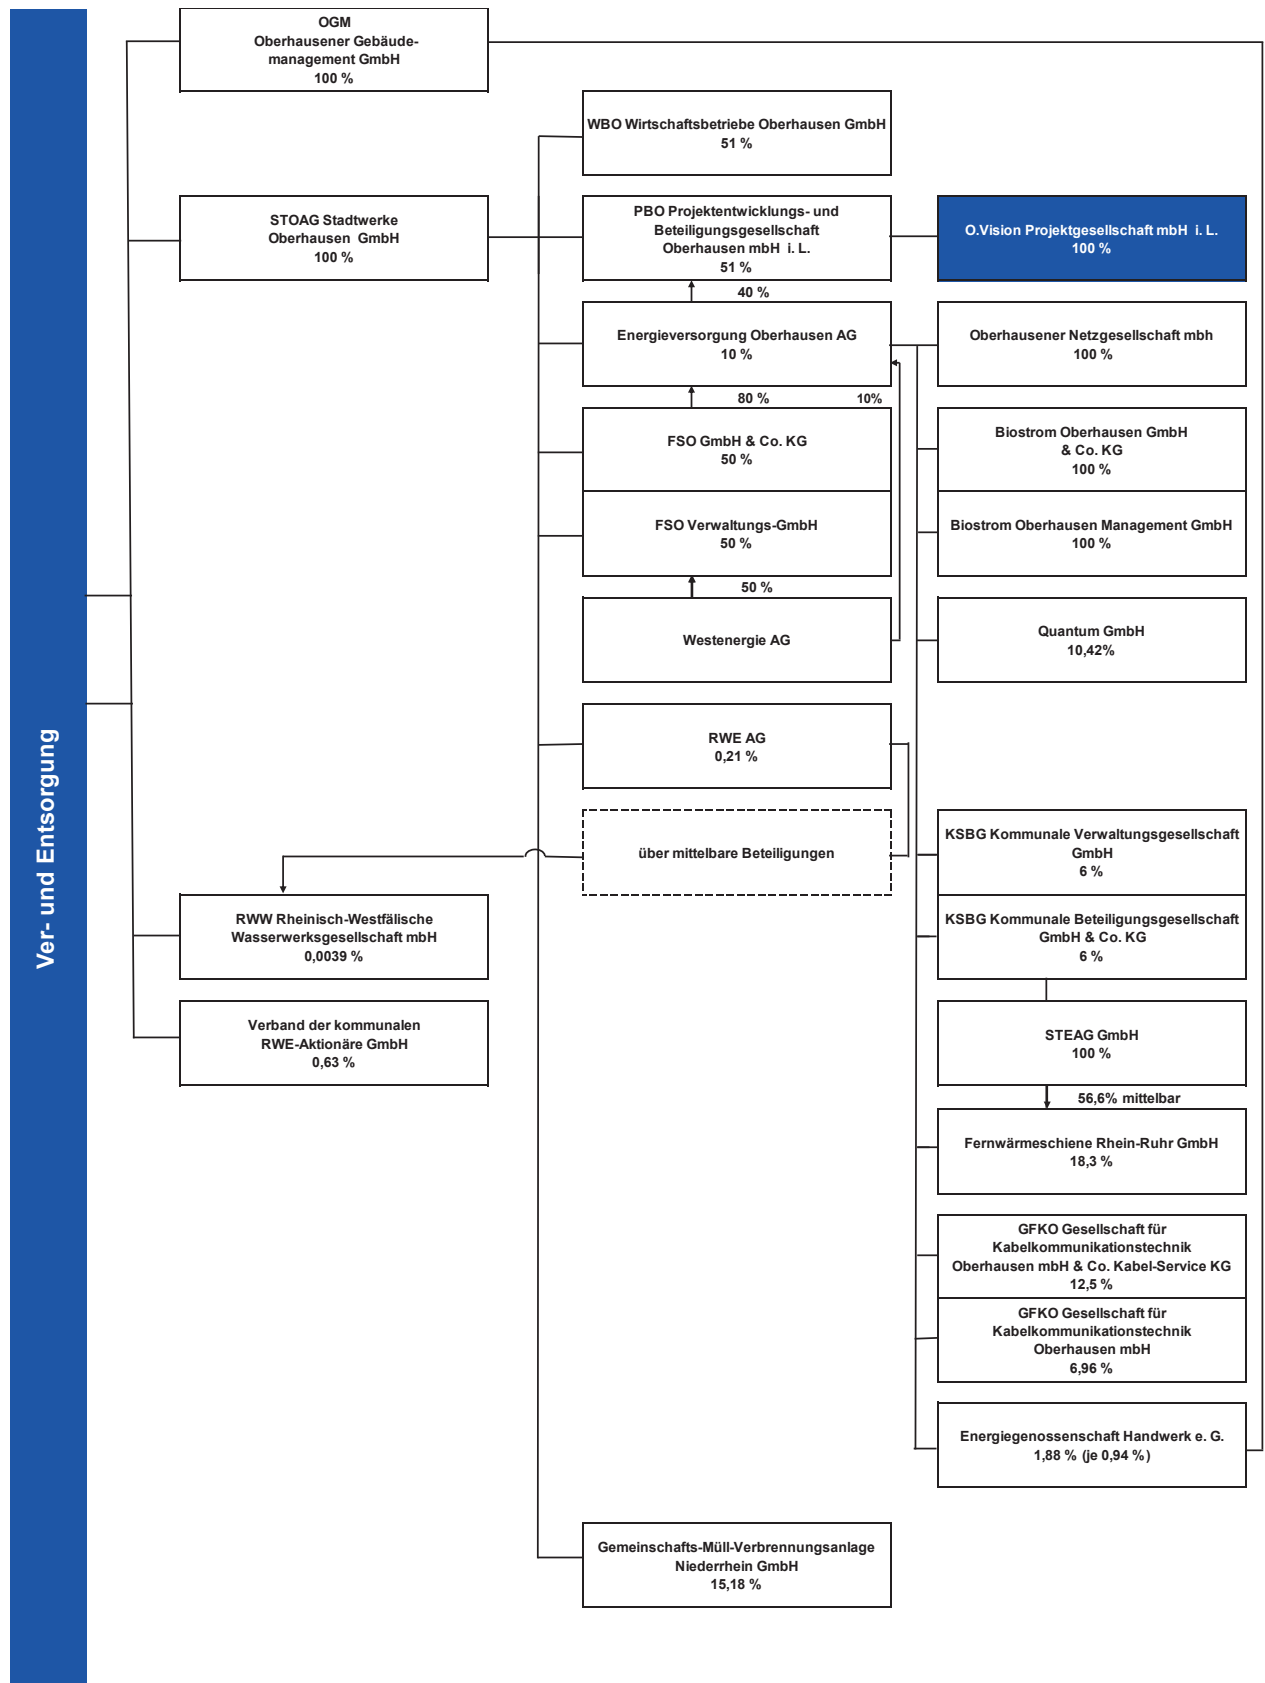 Ver- und Entsorgung
OGM
Oberhausener Gebäude-
management GmbH
100 %
STOAG Stadtwerke
Oberhausen GmbH
100 %
RWW Rheinisch-Westfälische
Wasserwerksgesellschaft mbH
0,0039 %
Verband der kommunalen
RWE-Aktionäre GmbH
0,63 %
WBO Wirtschaftsbetriebe Oberhausen GmbH
51 %
PBO Projektentwicklungs- und
Beteiligungsgesellschaft
Oberhausen mbH i. L.
51 %
40 %
Energieversorgung Oberhausen AG
10 %
80 %
10%
FSO GmbH & Co. KG
50 %
FSO Verwaltungs-GmbH
50 %
50 %
Westenergie AG
RWE AG
0,21 %
über mittelbare Beteiligungen
Gemeinschafts-Müll-Verbrennungsanlage
Niederrhein GmbH
15,18 %
O.Vision Projektgesellschaft mbH i. L.
100 %
Oberhausener Netzgesellschaft mbh
100 %
Biostrom Oberhausen GmbH
& Co. KG
100 %
Biostrom Oberhausen Management GmbH
100 %
Quantum GmbH
10,42%
KSBG Kommunale Verwaltungsgesellschaft
GmbH
6 %
KSBG Kommunale Beteiligungsgesellschaft
GmbH & Co. KG
6 %
STEAG GmbH
100 %
56,6% mittelbar
Fernwärmeschiene Rhein-Ruhr GmbH
18,3 %
GFKO Gesellschaft für
Kabelkommunikationstechnik
Oberhausen mbH & Co. Kabel-Service KG
12,5 %
GFKO Gesellschaft für
Kabelkommunikationstechnik
Oberhausen mbH
6,96 %
Energiegenossenschaft Handwerk e. G.
1,88 % (je 0,94 %)